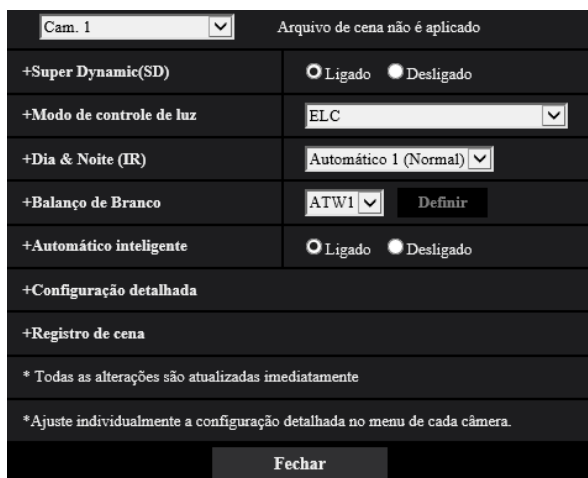 Cam. 1 Arquivo de cena não é aplicado
+Super Dynamic(SD) Ligado Desligado
+Modo de controle de luz ELC
+Dia & Noite (IR) Automático 1 (Normal)
+Balanço de Branco ATW1 Definir
+Automático inteligente Ligado Desligado
+Configuração detalhada
+Registro de cena
* Todas as alterações são atualizadas imediatamente
*Ajuste individualmente a configuração detalhada no menu de cada câmera.
Fechar